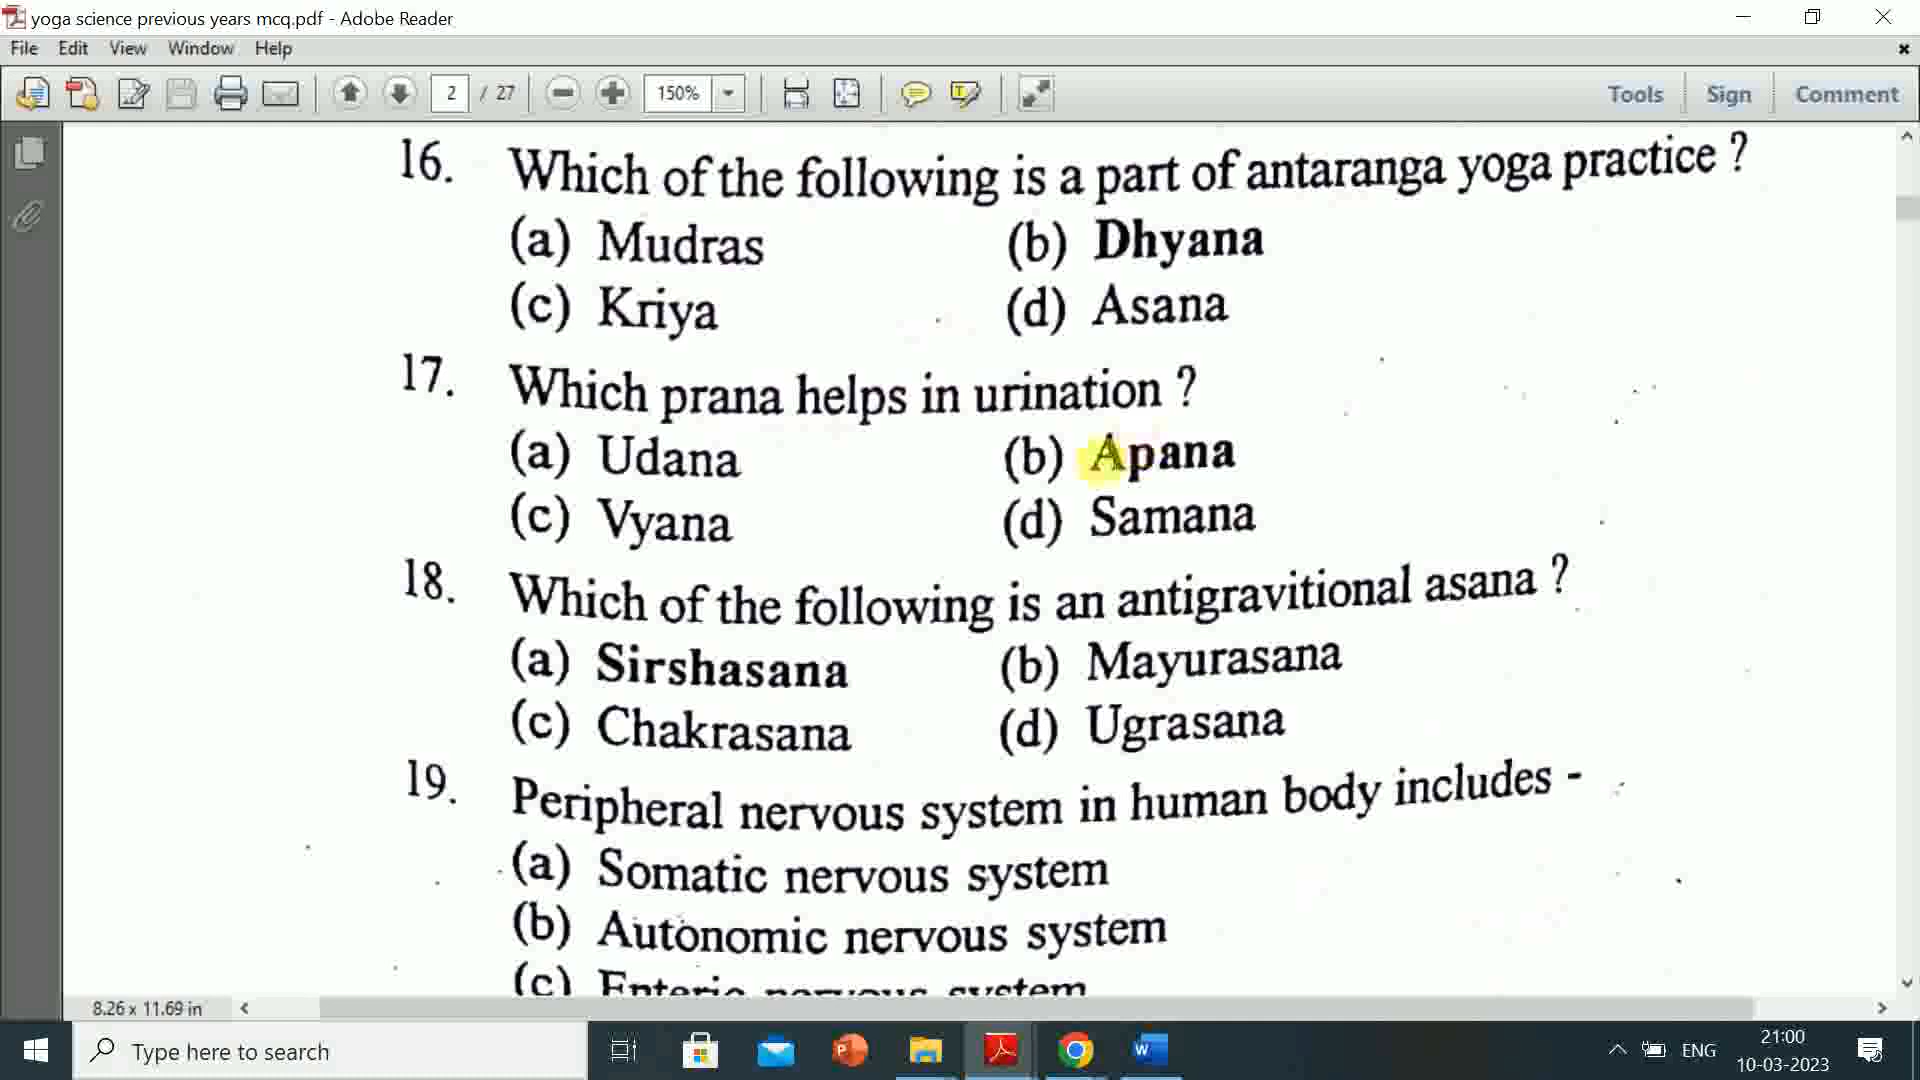 yoga science previous years mcq.pdf - Adobe Reader
File Edit View Window Help
2 / 27 150% Tools Sign Comment
16. Which of the following is a part of antaranga yoga practice ?
(a) Mudras (b) Dhyana
(c) Kriya (d) Asana
17. Which prana helps in urination ?
(a) Udana (b) Apana
(c) Vyana (d) Samana
18. Which of the following is an antigravitional asana ?
(a) Sirshasana (b) Mayurasana
(c) Chakrasana (d) Ugrasana
19. Peripheral nervous system in human body includes -
(a) Somatic nervous system
(b) Autonomic nervous system
(c) Enteric nervous system
8.26 x 11.69 in
Type here to search
ENG
21:00
10-03-2023